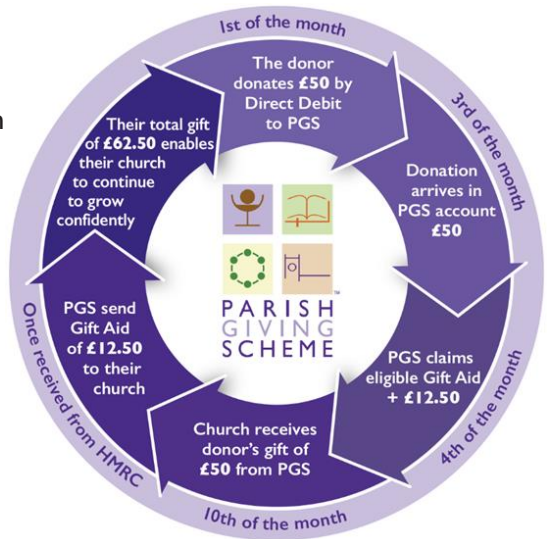 1st of the month
The donor
donates £50 by
Direct Debit
to PGS
3rd of the month
Donation
arrives in
PGS account
£50
4th of the month
PGS claims
eligible Gift Aid
+ £12.50
10th of the month
Church receives
donor's gift of
£50 from PGS
Once received from HMRC
PGS send
Gift Aid
of £12.50 to
their
church
Their total gift
of £62.50 enables
their church
to continue
to grow
confidently
PARISH
GIVING
SCHEME
TM
n